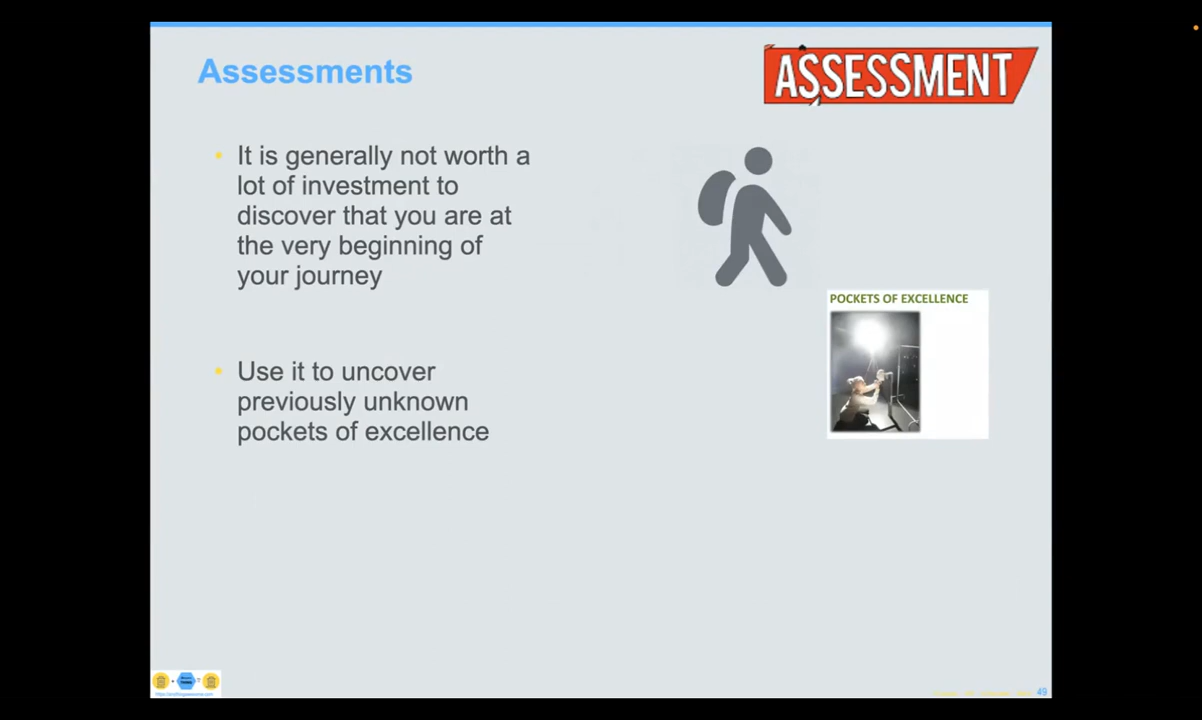 Assessments
ASSESSMENT
• It is generally not worth a
lot of investment to
discover that you are at
the very beginning of
your journey
POCKETS OF EXCELLENCE
• Use it to uncover
previously unknown
pockets of excellence
49